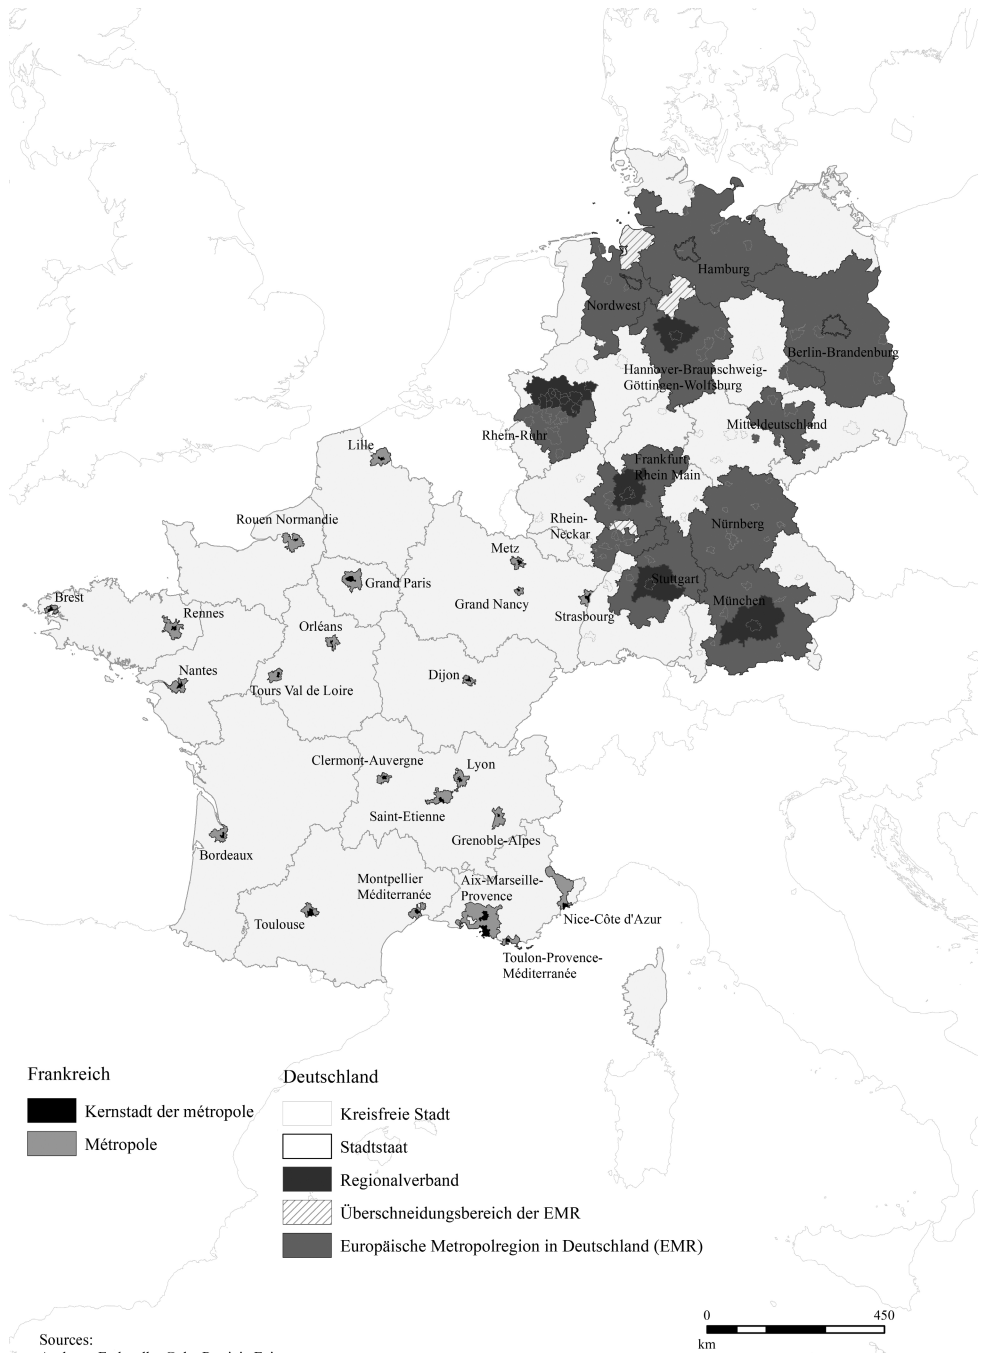 Hamburg
Nordwest
Berlin-Brandenburg
Hannover-Braunschweig-
Göttingen-Wolfsburg
Mitteldeutschland
Rhein-Ruhr
Lille
Frankfurt
Rhein Main
Rouen Normandie
Rhein-
Neckar
Nürnberg
Metz
Grand Paris
Stuttgart
Brest
Grand Nancy
München
Rennes
Strasbourg
Orléans
Nantes
Dijon
Tours Val de Loire
Clermont-Auvergne
Lyon
Saint-Etienne
Grenoble-Alpes
Bordeaux
Montpellier
Méditerranée
Aix-Marseille-
Provence
Toulouse
Nice-Côte d'Azur
Toulon-Provence-
Méditerranée
Frankreich
Kernstadt der métropole
Métropole
Deutschland
Kreisfreie Stadt
Stadtstaat
Regionalverband
Überschneidungsbereich der EMR
Europäische Metropolregion in Deutschland (EMR)
0 450
km
Sources: